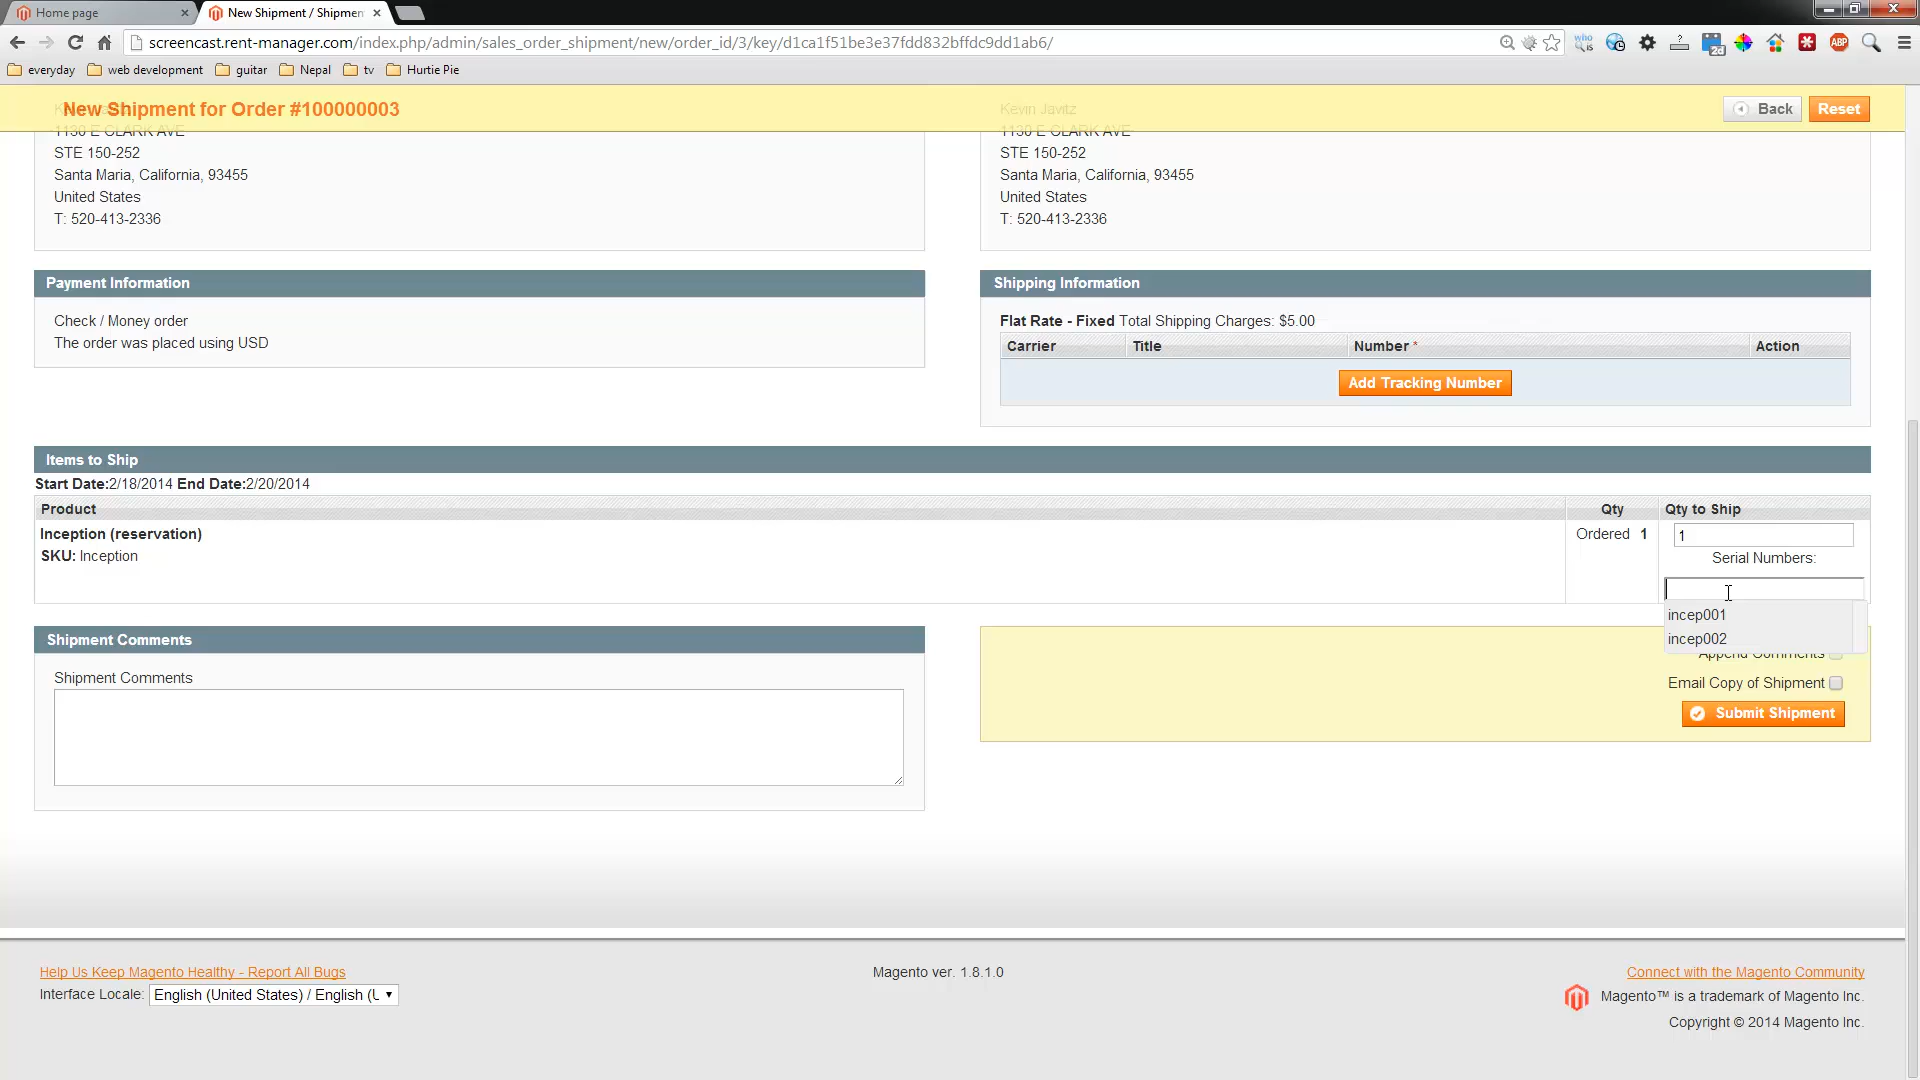 Home page
New Shipment / Shipmen
screencast.rent-manager.com/index.php/admin/sales_order_shipment/new/order_id/3/key/d1ca1f51be3e37fdd832bffdc9dd1ab6/
everyday
web development
guitar
Nepal
tv
Hurtie Pie
New Shipment for Order #100000003
Back
Reset
1130 E CLARK AVE
STE 150-252
Santa Maria, California, 93455
United States
T: 520-413-2336
Kevin Javitz
1130 E CLARK AVE
STE 150-252
Santa Maria, California, 93455
United States
T: 520-413-2336
Payment Information
Check / Money order
The order was placed using USD
Shipping Information
Flat Rate - Fixed Total Shipping Charges: $5.00
Carrier Title Number * Action
Add Tracking Number
Items to Ship
Start Date:2/18/2014 End Date:2/20/2014
Product Qty Qty to Ship
Inception (reservation)
SKU: Inception
Ordered 1
1
Serial Numbers:
incep001
incep002
Shipment Comments
Shipment Comments
Append Comments
Email Copy of Shipment
Submit Shipment
Help Us Keep Magento Healthy - Report All Bugs
Interface Locale: English (United States) / English (U
Magento ver. 1.8.1.0
Connect with the Magento Community
Magento™ is a trademark of Magento Inc.
Copyright © 2014 Magento Inc.